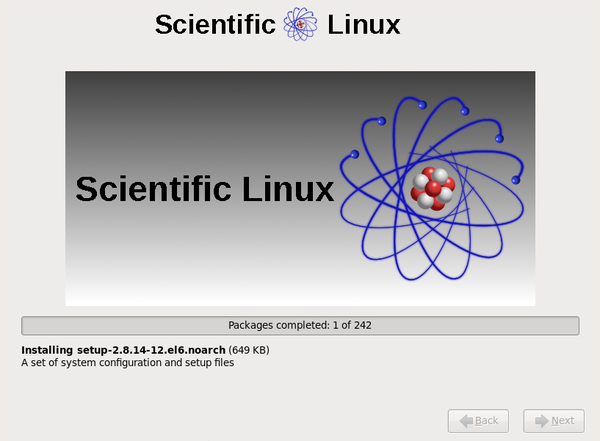 Scientific Linux
Scientific Linux
Packages completed: 1 of 242
Installing setup-2.8.14-12.el6.noarch (649 KB)
A set of system configuration and setup files
Back Next